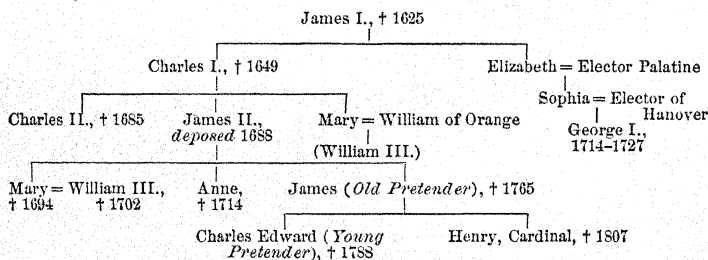 James I., † 1625
Charles I., † 1649
Elizabeth = Elector Palatine
Sophia = Elector of
Hanover
Charles II., † 1685
James II.,
deposed 1688
Mary = William of Orange
George I.,
1714–1727
(William III.)
Mary = William III.,
† 1694 † 1702
Anne,
† 1714
James (Old Pretender), † 1765
Charles Edward (Young
Pretender), † 1788
Henry, Cardinal, † 1807